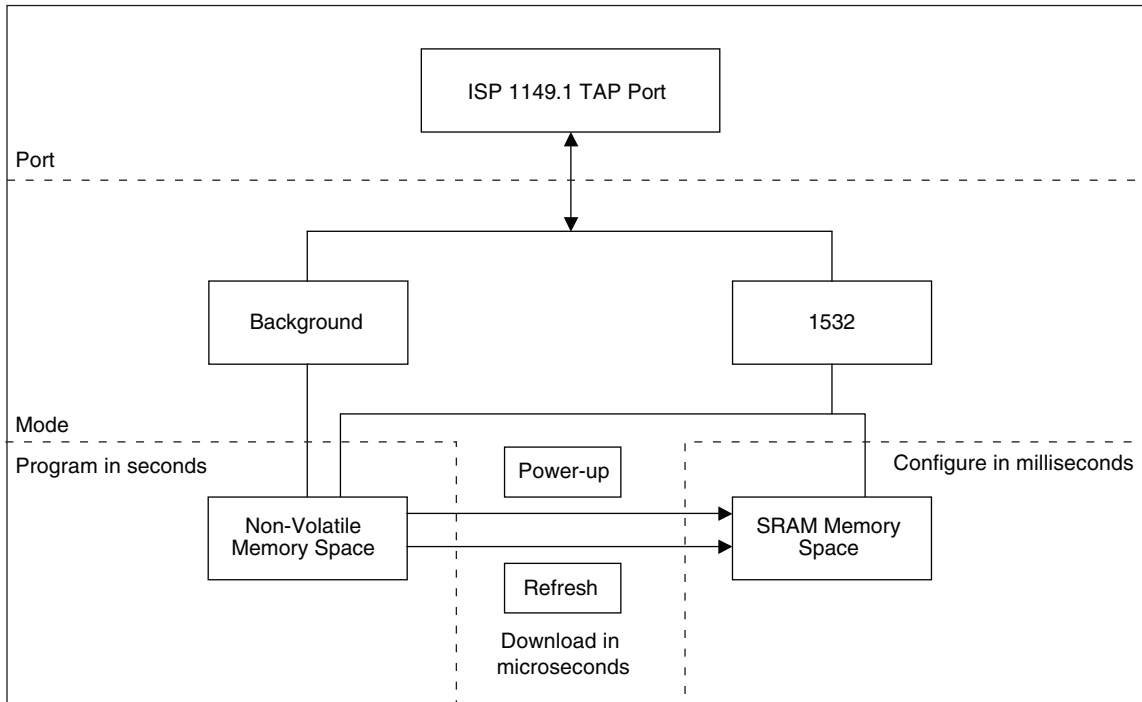 ISP 1149.1 TAP Port
Port
Background
1532
Mode
Program in seconds
Power-up
Configure in milliseconds
Non-Volatile
Memory Space
SRAM Memory
Space
Refresh
Download in
microseconds